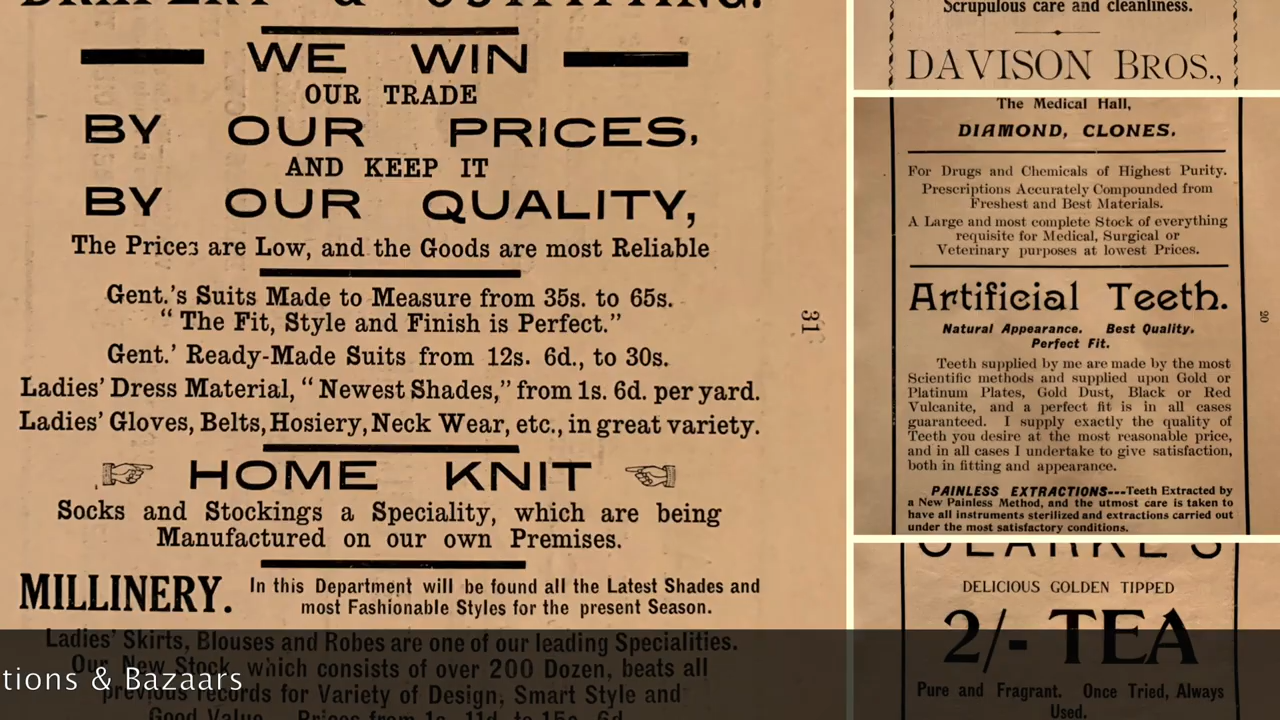 DRAPERY & OUTFITTING.
WE WIN
OUR TRADE
BY OUR PRICES,
AND KEEP IT
BY OUR QUALITY,
The Prices are Low, and the Goods are most Reliable
Gent.'s Suits Made to Measure from 35s. to 65s.
"The Fit, Style and Finish is Perfect."
Gent.' Ready-Made Suits from 12s. 6d., to 30s.
Ladies' Dress Material, "Newest Shades," from 1s. 6d. per yard.
Ladies' Gloves, Belts, Hosiery, Neck Wear, etc., in great variety.
HOME KNIT
Socks and Stockings a Speciality, which are being
Manufactured on our own Premises.
MILLINERY.
In this Department will be found all the Latest Shades and
most Fashionable Styles for the present Season.
Ladies' Skirts, Blouses and Robes are one of our leading Specialities.
Our New Stock, which consists of over 200 Dozen, beats all
previous records for Variety of Design, Smart Style and
Good Value. Prices from 1s. 11d. to 15s. 6d.
31
tions & Bazaars
Scrupulous care and cleanliness.
DAVISON BROS.,
The Medical Hall,
DIAMOND, CLONES.
For Drugs and Chemicals of Highest Purity.
Prescriptions Accurately Compounded from
Freshest and Best Materials.
A Large and most complete Stock of everything
requisite for Medical, Surgical or
Veterinary purposes at lowest Prices.
Artificial Teeth.
Natural Appearance. Best Quality.
Perfect Fit.
Teeth supplied by me are made by the most
Scientific methods and supplied upon Gold or
Platinum Plates, Gold Dust, Black or Red
Vulcanite, and a perfect fit is in all cases
guaranteed. I supply exactly the quality of
Teeth you desire at the most reasonable price,
and in all cases I undertake to give satisfaction,
both in fitting and appearance.
PAINLESS EXTRACTIONS---Teeth Extracted by
a New Painless Method, and the utmost care is taken to
have all instruments sterilized and extractions carried out
under the most satisfactory conditions.
20
CLARKE'S
DELICIOUS GOLDEN TIPPED
2/- TEA
Pure and Fragrant. Once Tried, Always
Used.